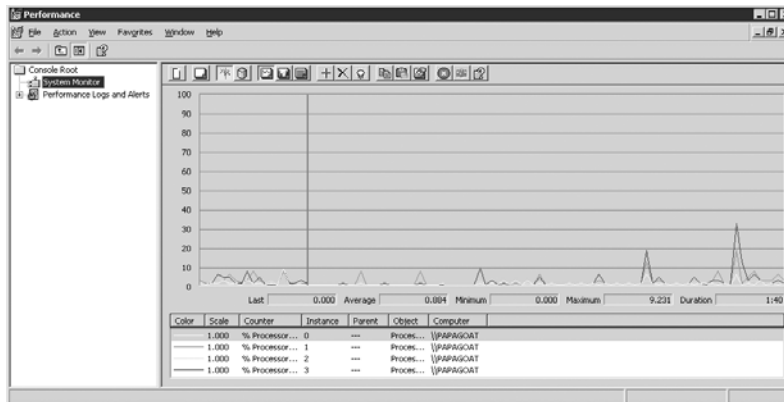 Performance
File Action View Favorites Window Help
Console Root
System Monitor
Performance Logs and Alerts
100
90
80
70
60
50
40
30
20
10
0
Last 0.000 Average 0.884 Minimum 0.000 Maximum 9.231 Duration 1:40
Color Scale Counter Instance Parent Object Computer
1.000 % Processor... 0 --- Proces... \\PAPAGOAT
1.000 % Processor... 1 --- Proces... \\PAPAGOAT
1.000 % Processor... 2 --- Proces... \\PAPAGOAT
1.000 % Processor... 3 --- Proces... \\PAPAGOAT